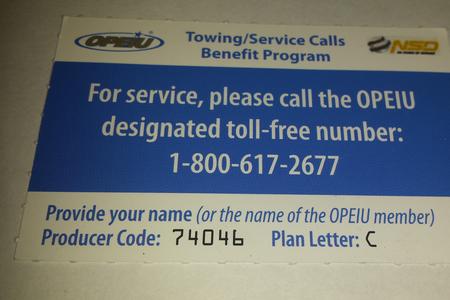 OPEIU
Towing/Service Calls
Benefit Program
NSD
For service, please call the OPEIU
designated toll-free number:
1-800-617-2677
Provide your name (or the name of the OPEIU member)
Producer Code: 74046 Plan Letter: C